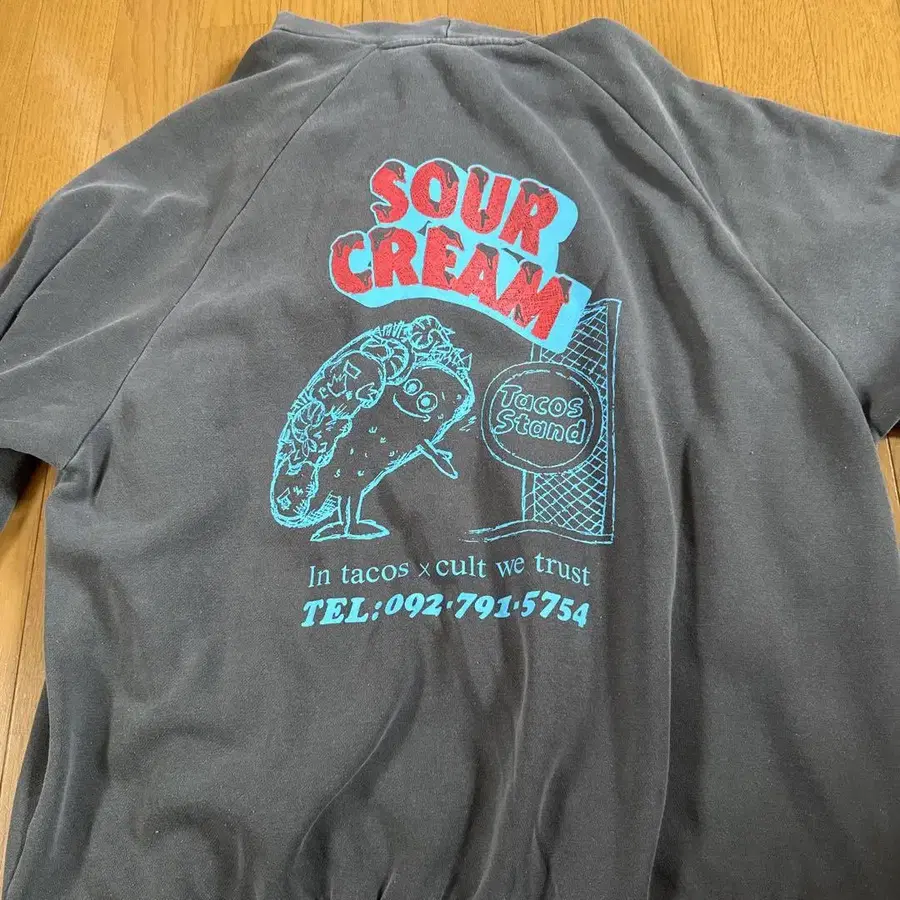 SOUR
CREAM
Tacos
Stand
In tacos × cult we trust
TEL:092·791·5754